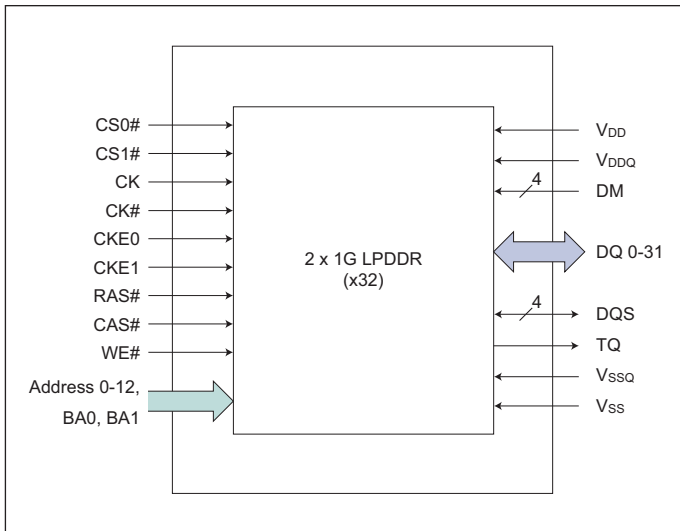 CS0#
CS1#
CK
CK#
CKE0
CKE1
RAS#
CAS#
WE#
Address 0-12,
BA0, BA1
2 x 1G LPDDR
(x32)
VDD
VDDQ
4
DM
DQ 0-31
4
DQS
TQ
VSSQ
VSS